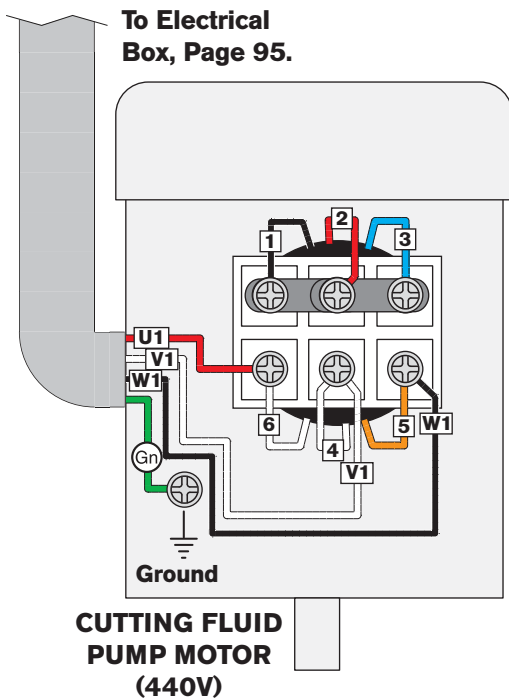 To Electrical
Box, Page 95.
2
1
3
U1
V1
W1
6
5
W1
4
V1
Gn
Ground
CUTTING FLUID
PUMP MOTOR
(440V)